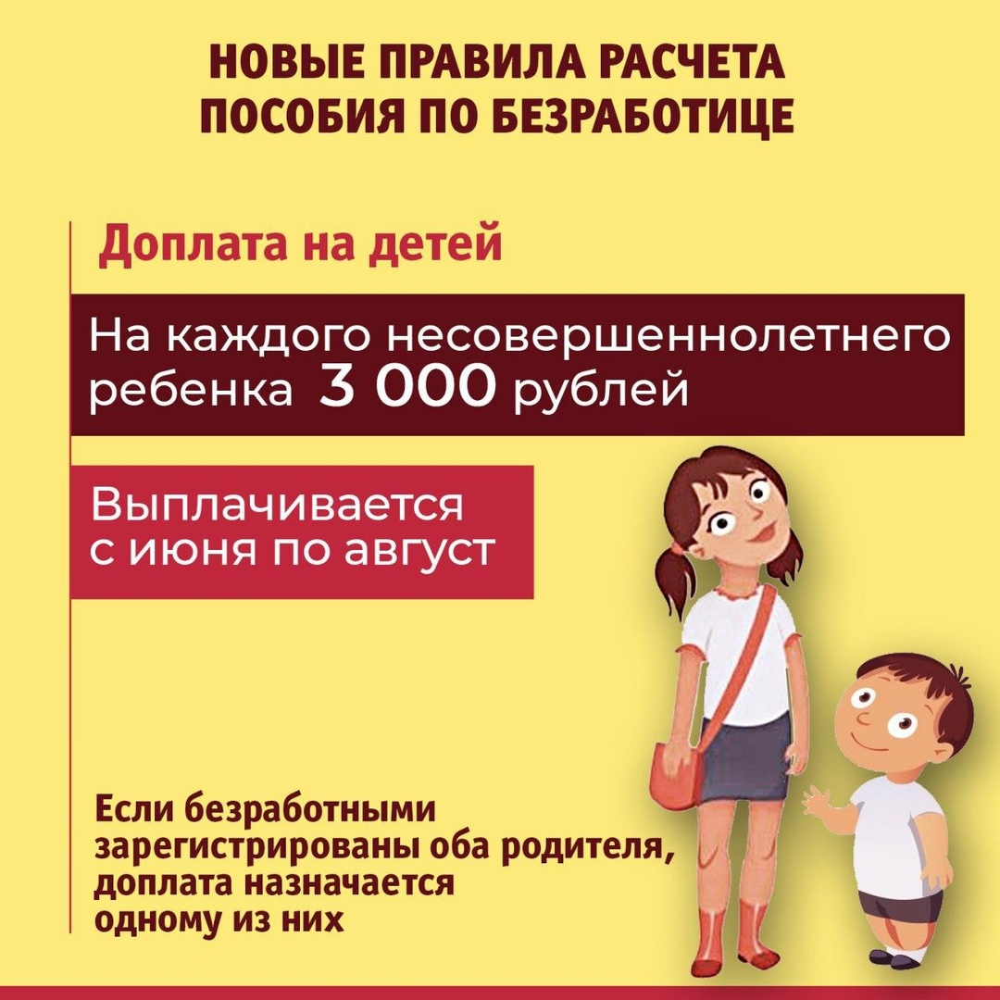 НОВЫЕ ПРАВИЛА РАСЧЕТА
ПОСОБИЯ ПО БЕЗРАБОТИЦЕ
Доплата на детей
На каждого несовершеннолетнего
ребенка 3 000 рублей
Выплачивается
с июня по август
Если безработными
зарегистрированы оба родителя,
доплата назначается
одному из них